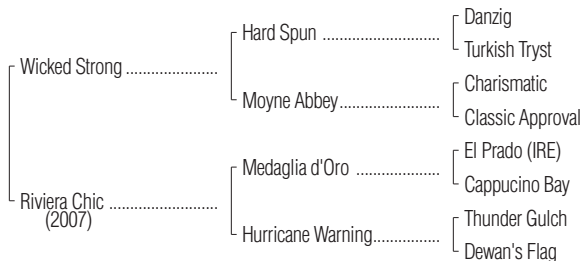 Danzig
Hard Spun ......................
Turkish Tryst
Wicked Strong .....................
Charismatic
Moyne Abbey..................
Classic Approval
El Prado (IRE)
Medaglia d'Oro ...............
Cappucino Bay
Riviera Chic ........................
(2007)
Thunder Gulch
Hurricane Warning............
Dewan's Flag